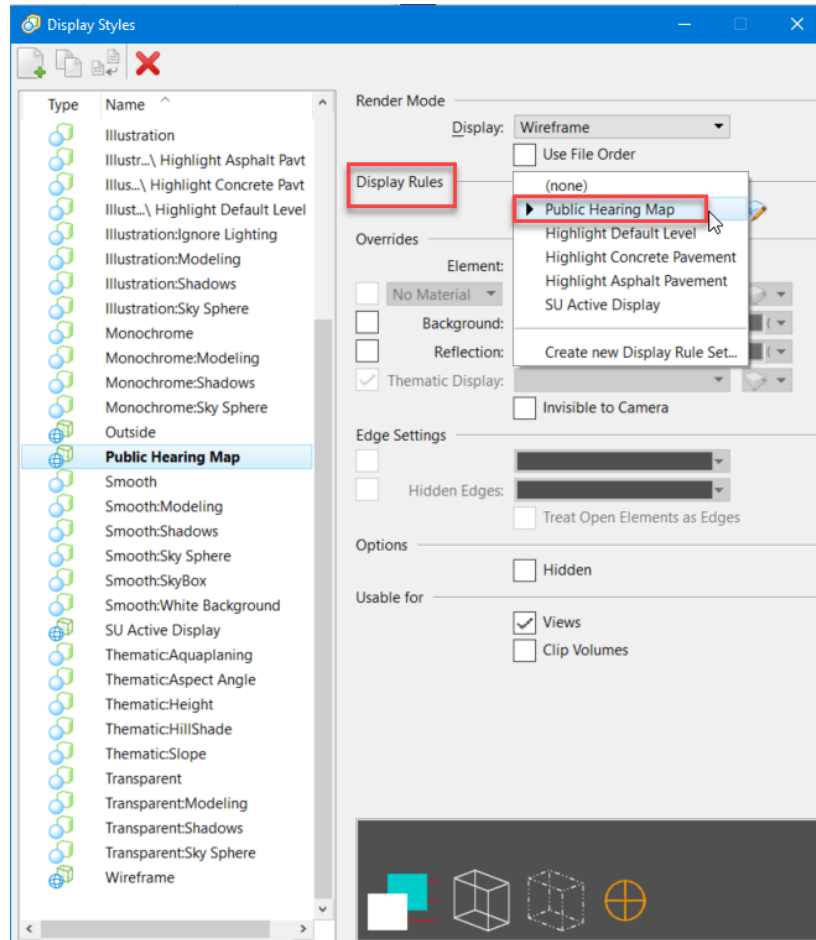 Display Styles
Type Name
Illustration
Illustr...\ Highlight Asphalt Pavt
Illus...\ Highlight Concrete Pavt
Illust...\ Highlight Default Level
Illustration:Ignore Lighting
Illustration:Modeling
Illustration:Shadows
Illustration:Sky Sphere
Monochrome
Monochrome:Modeling
Monochrome:Shadows
Monochrome:Sky Sphere
Outside
Public Hearing Map
Smooth
Smooth:Modeling
Smooth:Shadows
Smooth:Sky Sphere
Smooth:SkyBox
Smooth:White Background
SU Active Display
Thematic:Aquaplaning
Thematic:Aspect Angle
Thematic:Height
Thematic:HillShade
Thematic:Slope
Transparent
Transparent:Modeling
Transparent:Shadows
Transparent:Sky Sphere
Wireframe
Render Mode
Display: Wireframe
Use File Order
Display Rules
(none)
Public Hearing Map
Highlight Default Level
Highlight Concrete Pavement
Highlight Asphalt Pavement
SU Active Display
Create new Display Rule Set...
Overrides
Element:
No Material
Background:
Reflection:
Thematic Display:
Invisible to Camera
Edge Settings
Hidden Edges:
Treat Open Elements as Edges
Options
Hidden
Usable for
Views
Clip Volumes